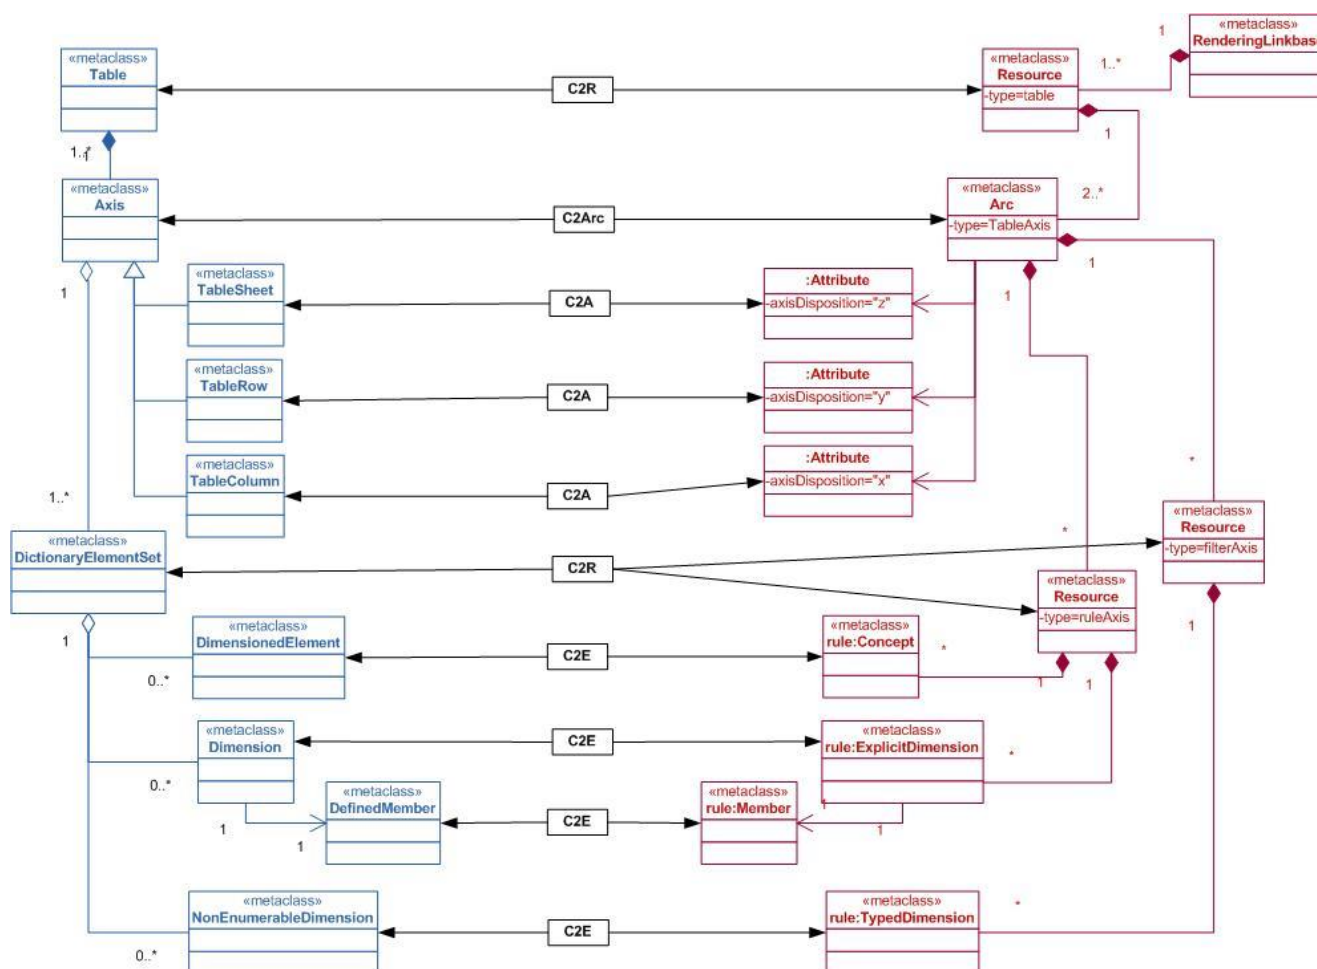 «metaclass»
RenderingLinkbase
1
1..*
«metaclass»
Table
C2R
«metaclass»
Resource
-type=table
1
1..*
1
«metaclass»
Axis
C2Arc
«metaclass»
Arc
-type=TableAxis
2..*
1
1
1
«metaclass»
TableSheet
C2A
:Attribute
-axisDisposition="z"
«metaclass»
TableRow
C2A
:Attribute
-axisDisposition="y"
«metaclass»
TableColumn
C2A
:Attribute
-axisDisposition="x"
*
1..*
«metaclass»
DictionaryElementSet
C2R
*
«metaclass»
Resource
-type=filterAxis
«metaclass»
Resource
-type=ruleAxis
1
1
«metaclass»
DimensionedElement
C2E
«metaclass»
rule:Concept
*
1
1
0..*
«metaclass»
Dimension
C2E
«metaclass»
rule:ExplicitDimension
*
0..*
1
1
«metaclass»
DefinedMember
C2E
«metaclass»
rule:Member
1
1
«metaclass»
NonEnumerableDimension
C2E
«metaclass»
rule:TypedDimension
*
0..*